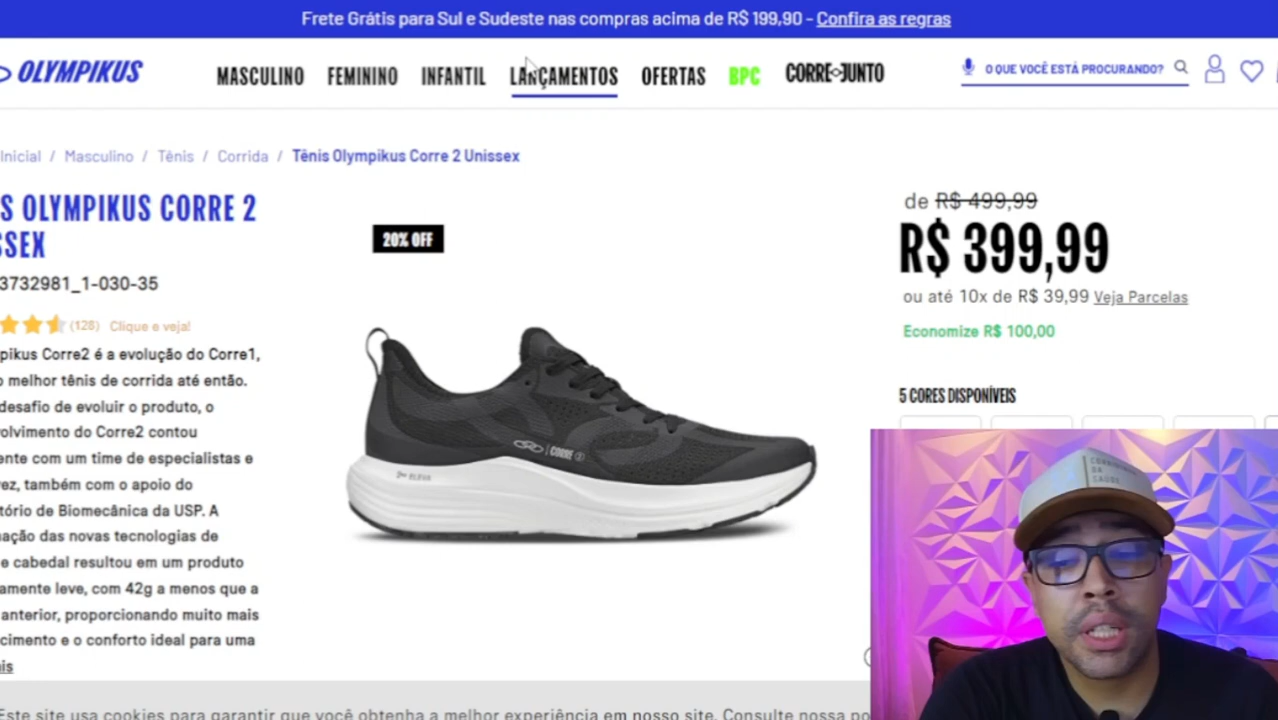 Frete Grátis para Sul e Sudeste nas compras acima de R$ 199,90 - Confira as regras
OLYMPIKUS
MASCULINO FEMININO INFANTIL LANÇAMENTOS OFERTAS BPC CORRE JUNTO
O QUE VOCÊ ESTÁ PROCURANDO?
Inicial / Masculino / Tênis / Corrida / Tênis Olympikus Corre 2 Unissex
S OLYMPIKUS CORRE 2
SSEX
3732981_1-030-35
(128) Clique e veja!
pikus Corre2 é a evolução do Corre1,
o melhor tênis de corrida até então.
desafio de evoluir o produto, o
volvimento do Corre2 contou
ente com um time de especialistas e
vez, também com o apoio do
tório de Biomecânica da USP. A
nação das novas tecnologias de
e cabedal resultou em um produto
amente leve, com 42g a menos que a
anterior, proporcionando muito mais
cimento e o conforto ideal para uma
is
20% OFF
CORRE 2
de R$ 499,99
R$ 399,99
ou até 10x de R$ 39,99 Veja Parcelas
Economize R$ 100,00
5 CORES DISPONÍVEIS
Este site usa cookies para garantir que você obtenha a melhor experiência em nosso site. Consulte nossa po